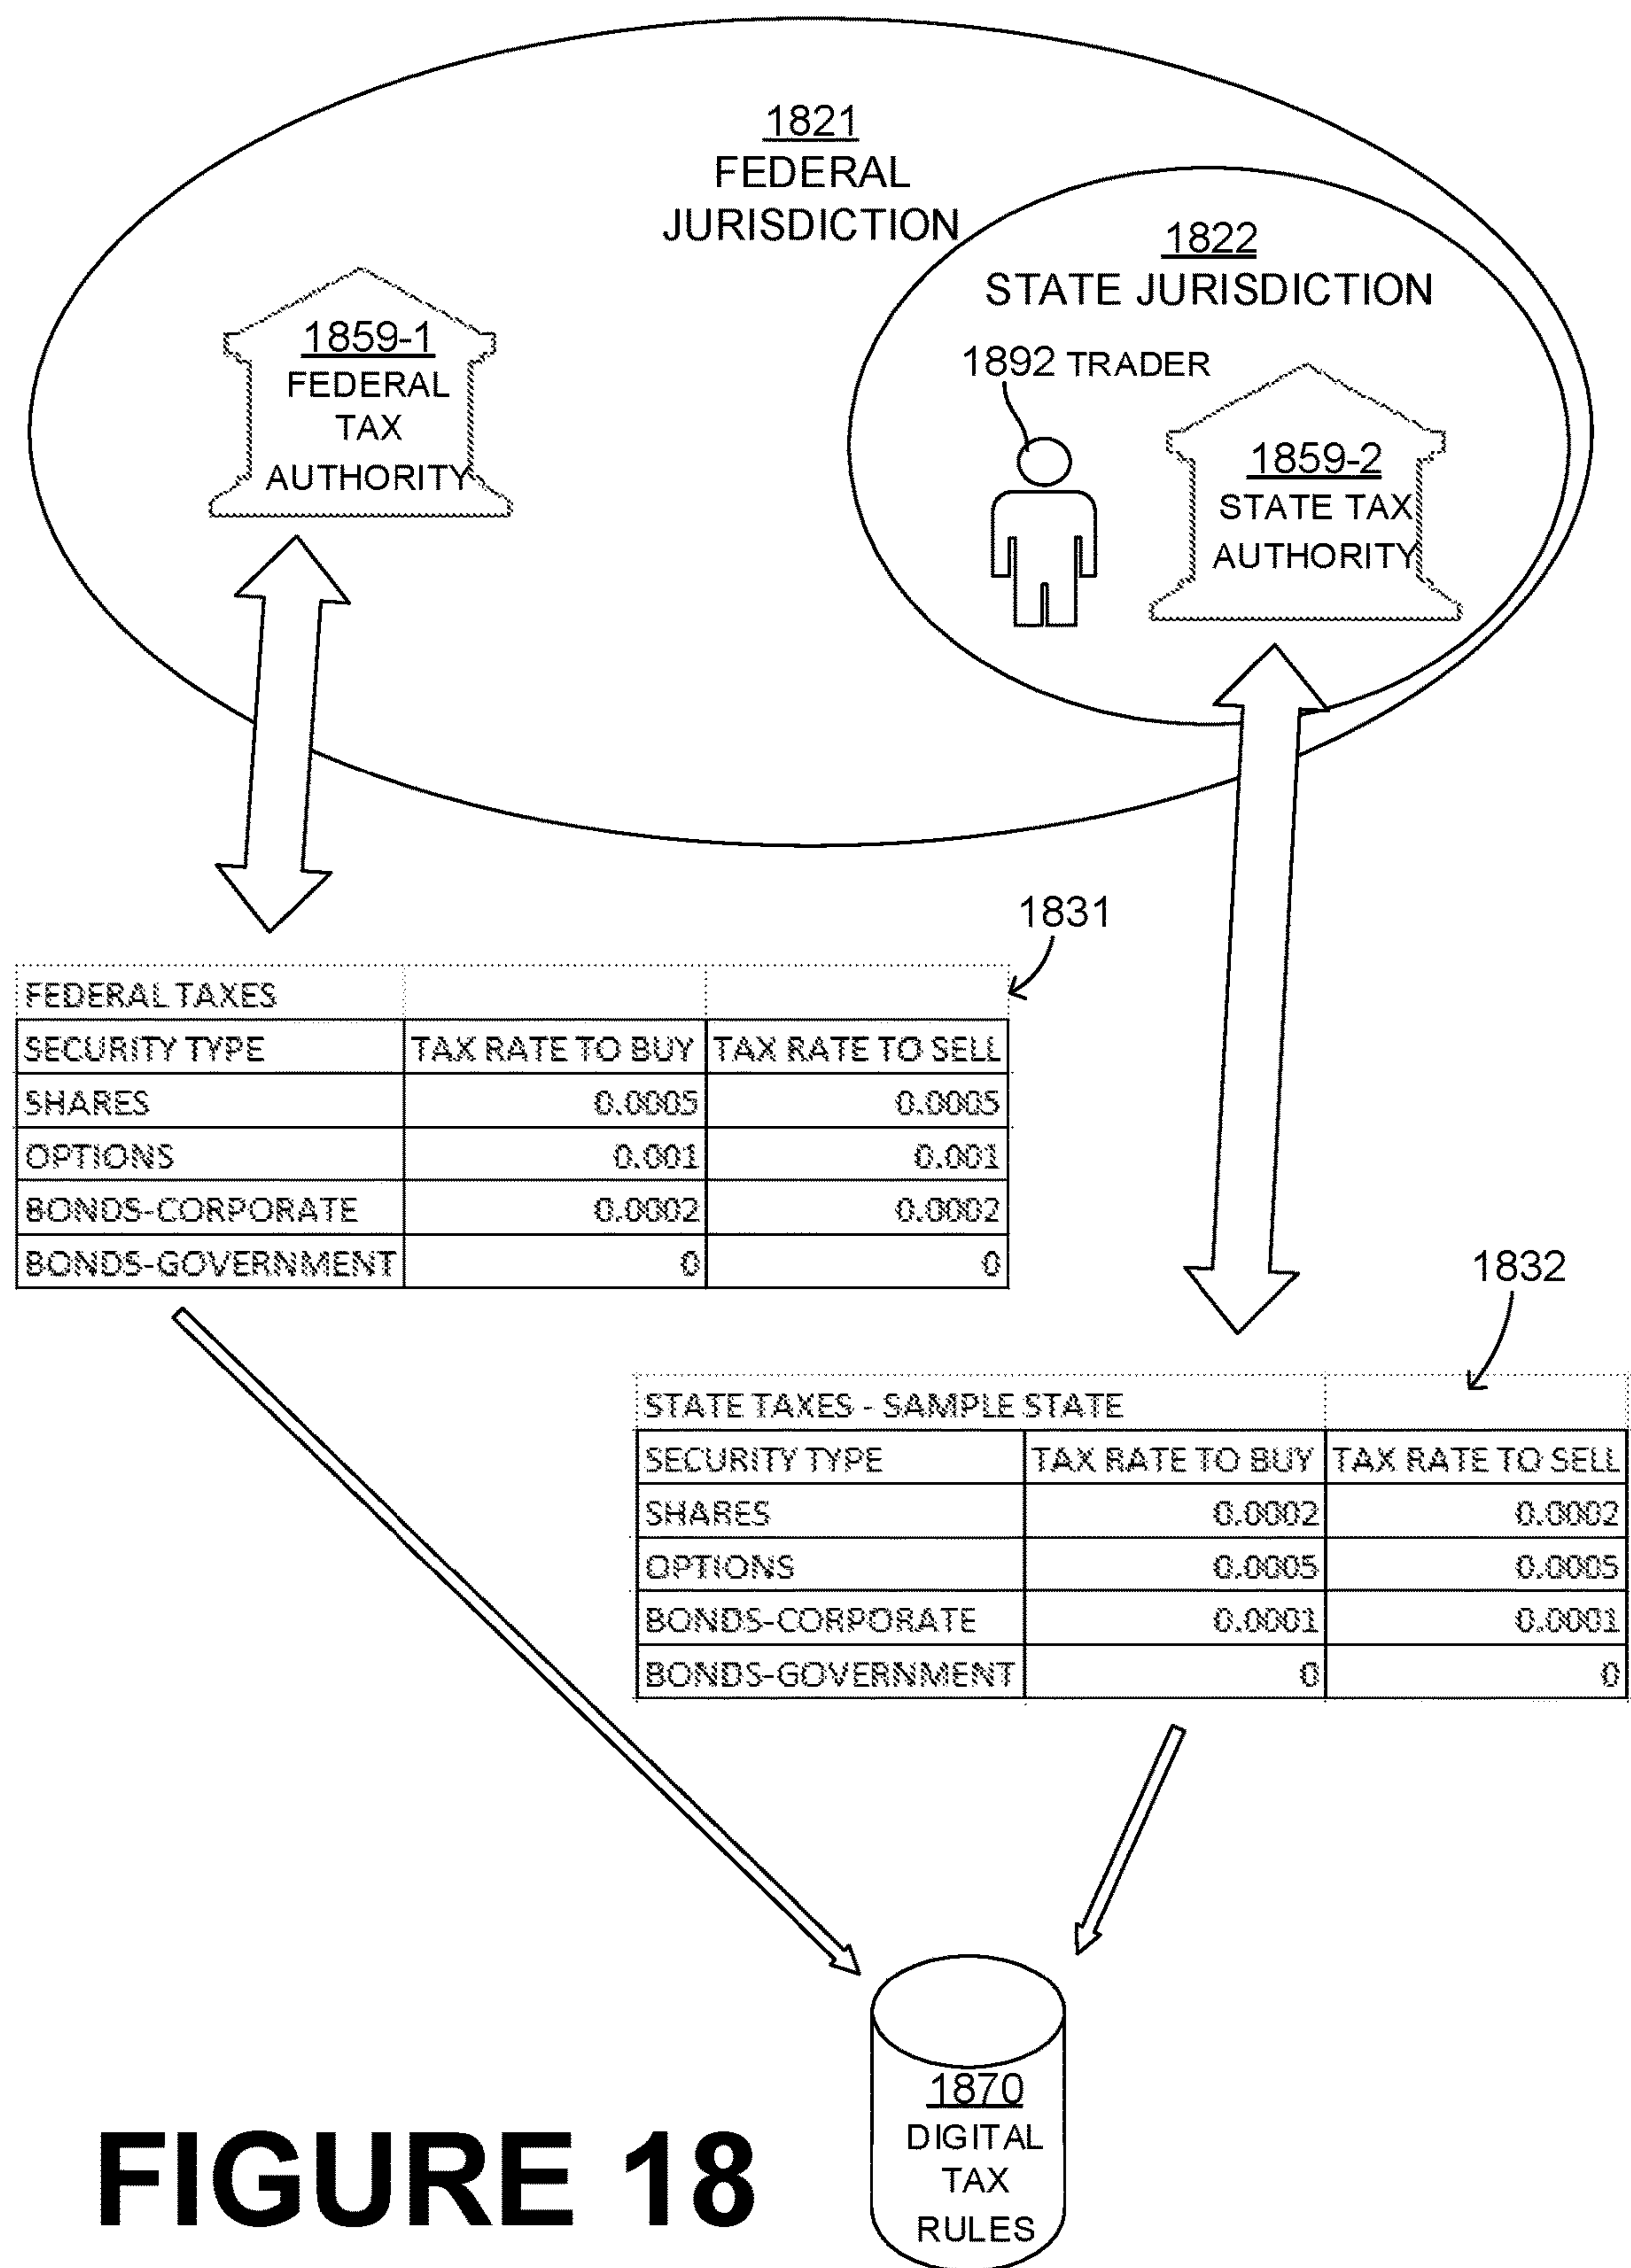 1821
FEDERAL
JURISDICTION
1822
STATE JURISDICTION
1859-1
FEDERAL
TAX
AUTHORITY
1892 TRADER
1859-2
STATE TAX
AUTHORITY
1831
FEDERAL TAXES
SECURITY TYPE TAX RATE TO BUY TAX RATE TO SELL
SHARES 0.0005 0.0005
OPTIONS 0.001 0.001
BONDS-CORPORATE 0.0002 0.0002
BONDS-GOVERNMENT 0 0
1832
STATE TAXES - SAMPLE STATE
SECURITY TYPE TAX RATE TO BUY TAX RATE TO SELL
SHARES 0.0002 0.0002
OPTIONS 0.0005 0.0005
BONDS-CORPORATE 0.0001 0.0001
BONDS-GOVERNMENT 0 0
1870
DIGITAL
TAX
RULES
FIGURE 18